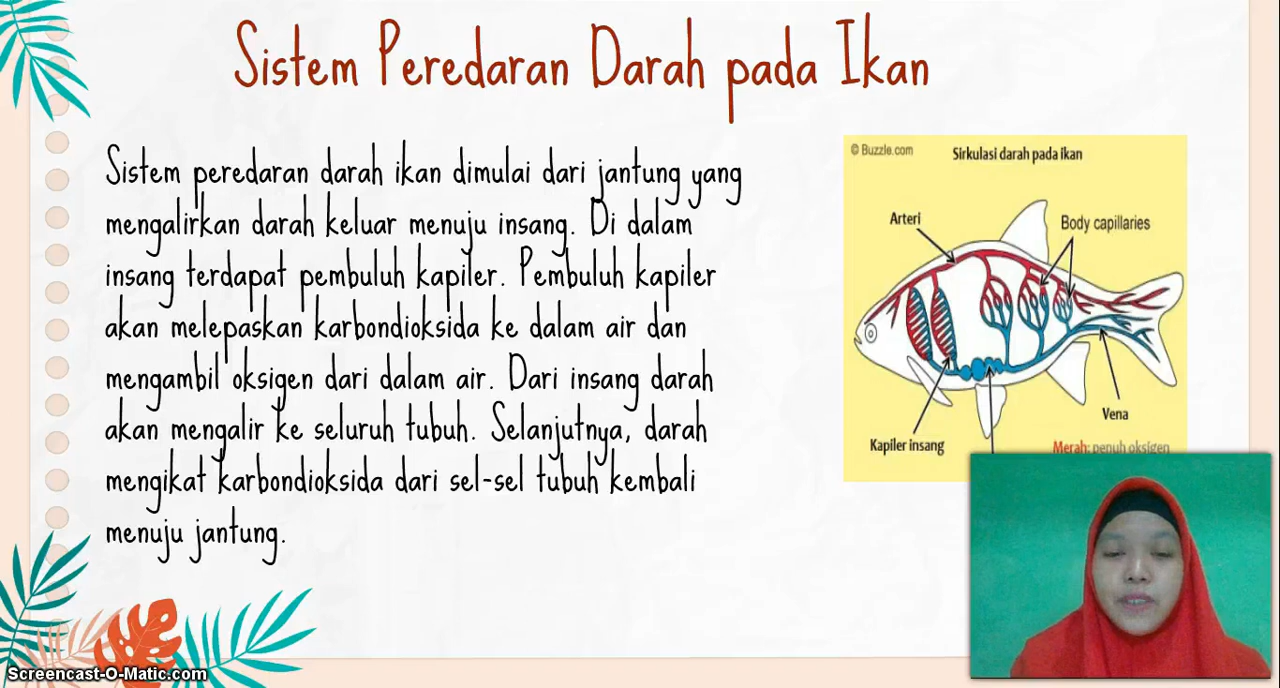 Sistem Peredaran Darah pada Ikan
Sistem peredaran darah ikan dimulai dari jantung yang
mengalirkan darah keluar menuju insang. Di dalam
insang terdapat pembuluh kapiler. Pembuluh kapiler
akan melepaskan karbondioksida ke dalam air dan
mengambil oksigen dari dalam air. Dari insang darah
akan mengalir ke seluruh tubuh. Selanjutnya, darah
mengikat karbondioksida dari sel-sel tubuh kembali
menuju jantung.
© Buzzle.com
Sirkulasi darah pada ikan
Arteri
Body capillaries
Vena
Kapiler insang
Merah: penuh oksigen
Screencast-O-Matic.com